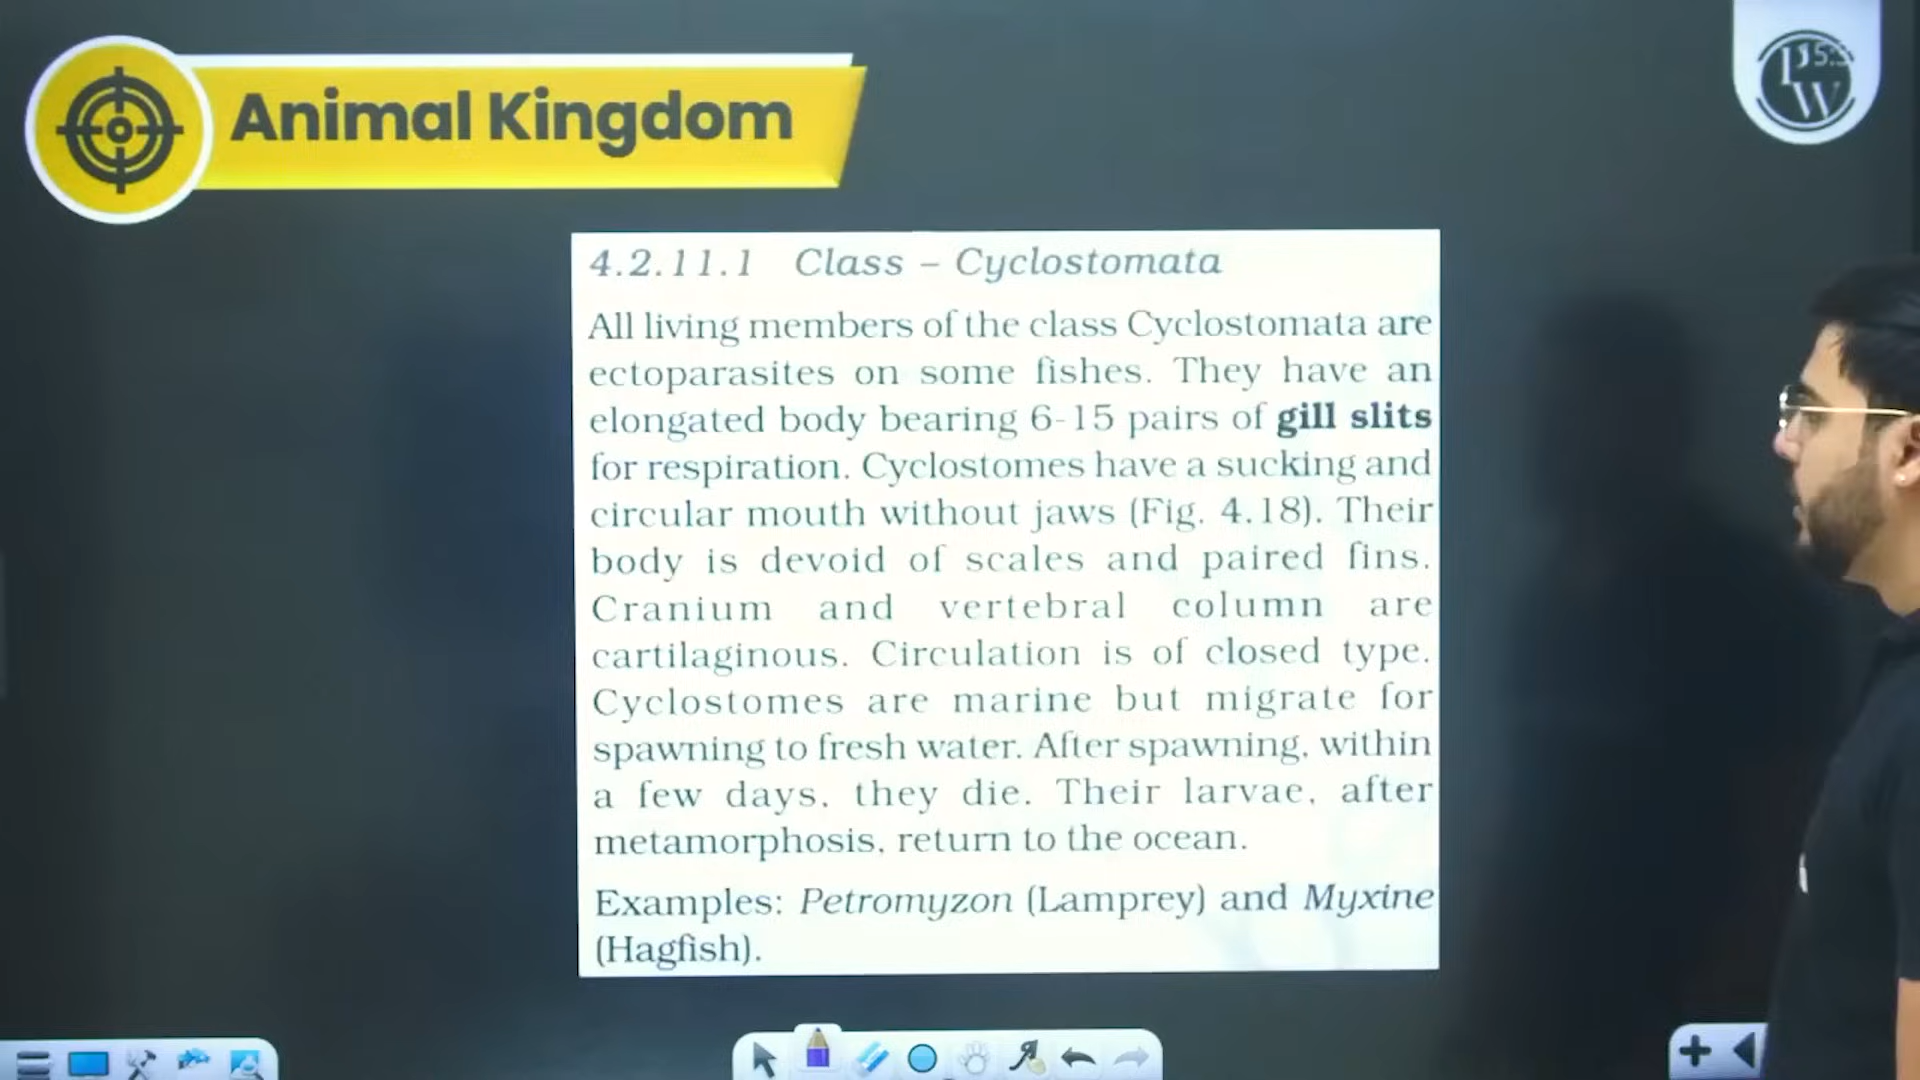 Animal Kingdom
PW
4.2.11.1 Class – Cyclostomata
All living members of the class Cyclostomata are
ectoparasites on some fishes. They have an
elongated body bearing 6-15 pairs of gill slits
for respiration. Cyclostomes have a sucking and
circular mouth without jaws (Fig. 4.18). Their
body is devoid of scales and paired fins.
Cranium and vertebral column are
cartilaginous. Circulation is of closed type.
Cyclostomes are marine but migrate for
spawning to fresh water. After spawning, within
a few days, they die. Their larvae, after
metamorphosis, return to the ocean.
Examples: Petromyzon (Lamprey) and Myxine
(Hagfish).